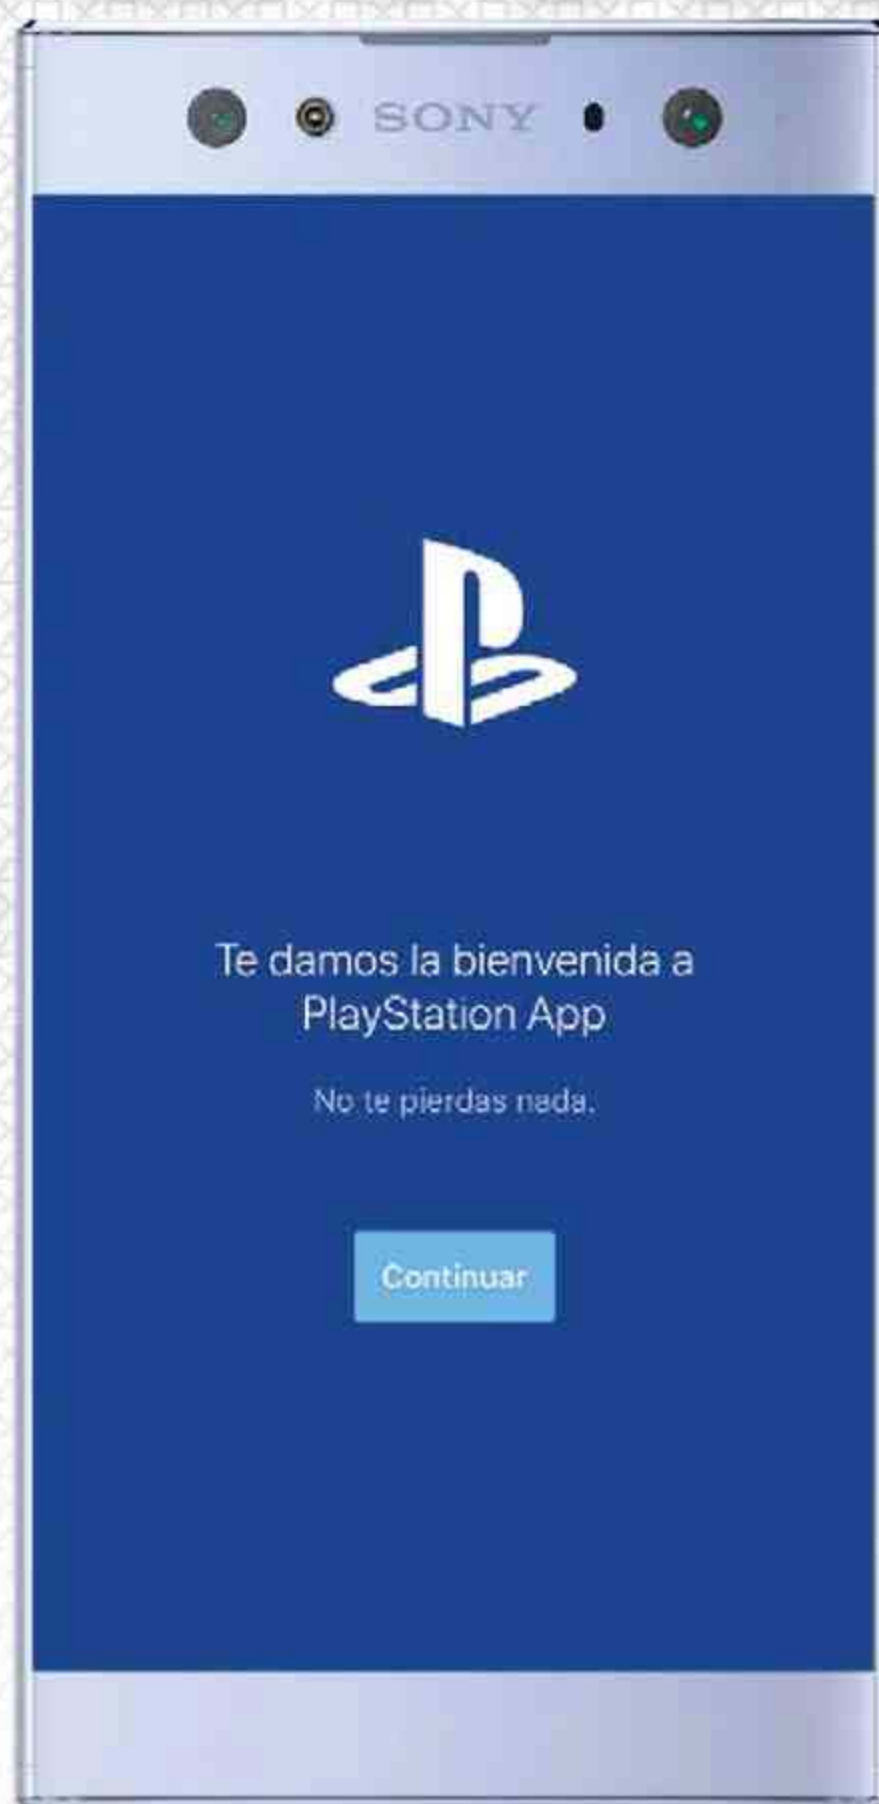 SONY
Te damos la bienvenida a
PlayStation App
No te pierdas nada.
Continuar